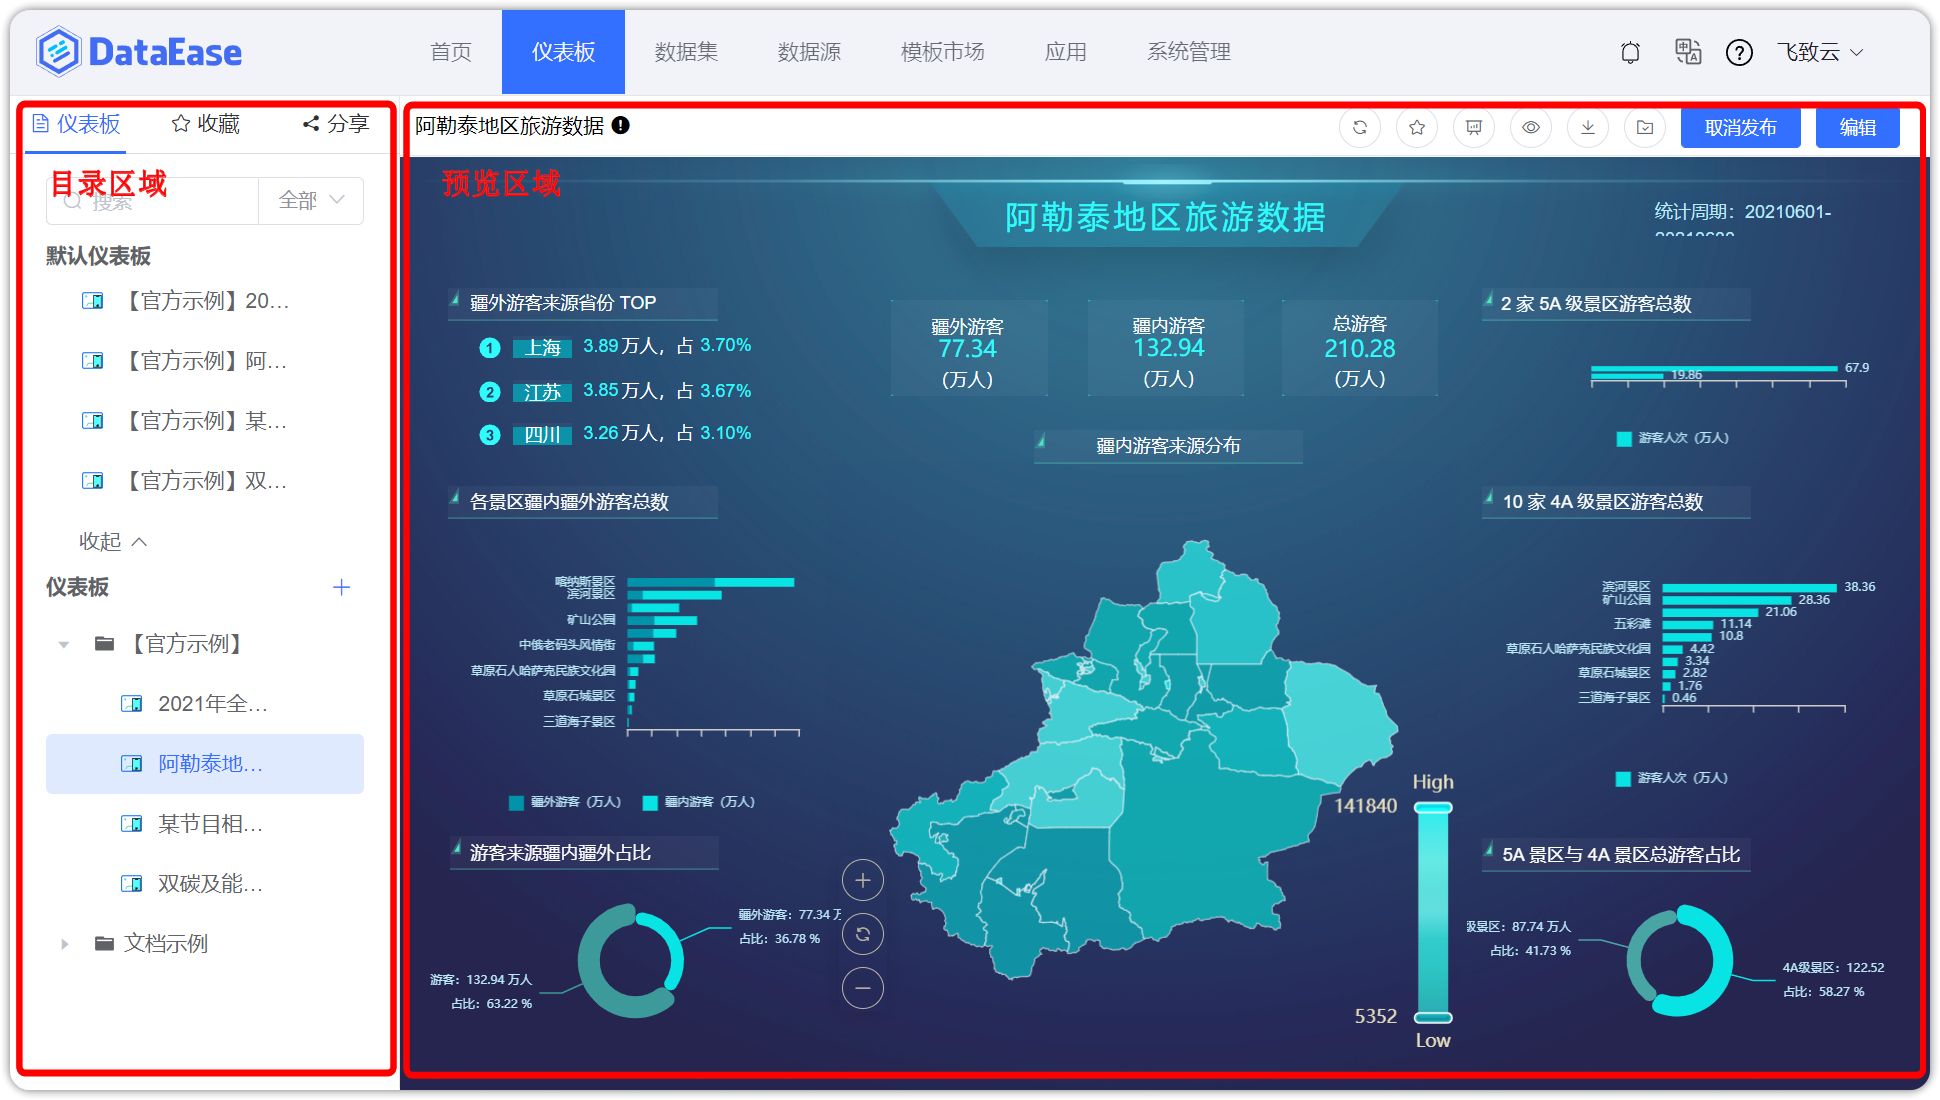 DataEase
首页
仪表板
数据集
数据源
模板市场
应用
系统管理
飞致云
仪表板
收藏
分享
目录区域
搜索
全部
默认仪表板
【官方示例】20...
【官方示例】阿...
【官方示例】某...
【官方示例】双...
收起
仪表板
【官方示例】
2021年全...
阿勒泰地...
某节目相...
双碳及能...
文档示例
阿勒泰地区旅游数据
取消发布
编辑
预览区域
阿勒泰地区旅游数据
统计周期：20210601-
疆外游客来源省份 TOP
1 上海 3.89万人，占 3.70%
2 江苏 3.85万人，占 3.67%
3 四川 3.26万人，占 3.10%
疆外游客
77.34
(万人)
疆内游客
132.94
(万人)
总游客
210.28
(万人)
2 家 5A 级景区游客总数
67.9
19.86
游客人次（万人）
疆内游客来源分布
各景区疆内疆外游客总数
喀纳斯景区
滨河景区
矿山公园
中俄老码头风情街
草原石人哈萨克民族文化园
草原石城景区
三道海子景区
疆外游客（万人）
疆内游客（万人）
10 家 4A 级景区游客总数
滨河景区 38.36
矿山公园 28.36
21.06
五彩滩 11.14
10.8
草原石人哈萨克民族文化园 4.42
3.34
草原石城景区 2.82
1.76
三道海子景区 0.46
游客人次（万人）
High
141840
5352
Low
游客来源疆内疆外占比
疆外游客：77.34 万
占比：36.78 %
游客：132.94 万人
占比：63.22 %
5A 景区与 4A 景区总游客占比
级景区：87.74 万人
占比：41.73 %
4A级景区：122.52
占比：58.27 %